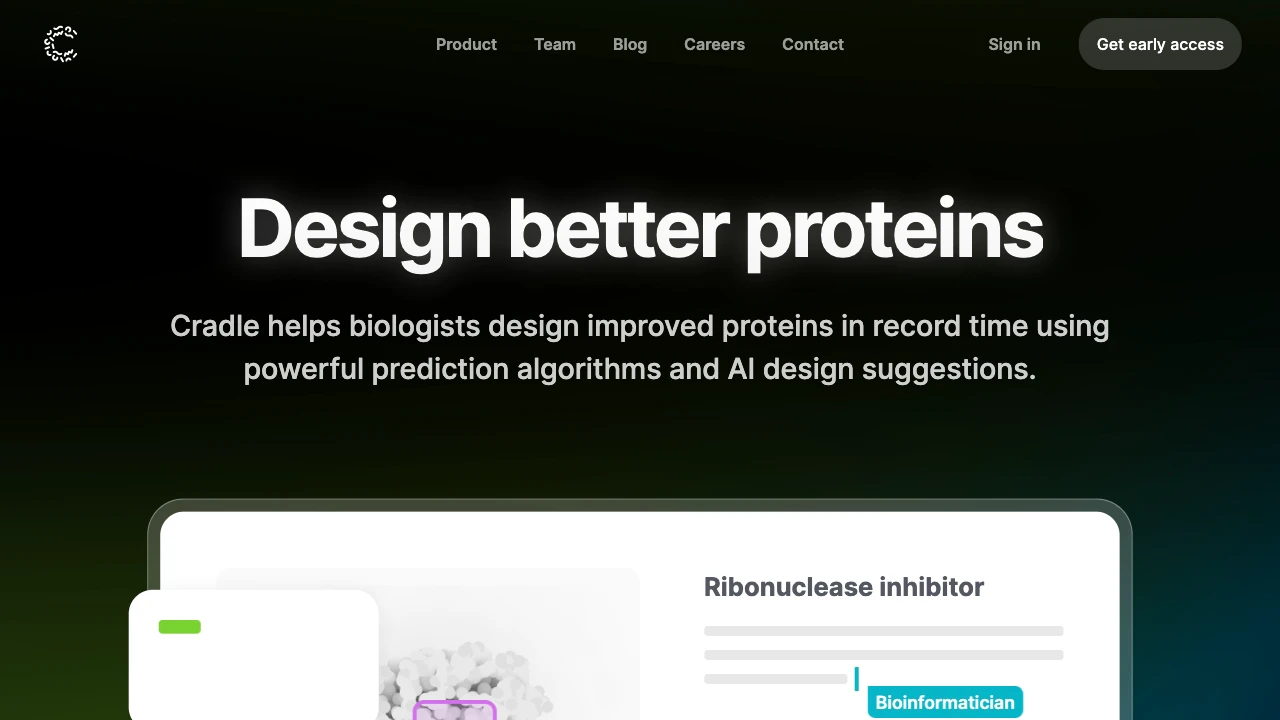 Product
Team
Blog
Careers
Contact
Sign in
Get early access
Design better proteins
Cradle helps biologists design improved proteins in record time using
powerful prediction algorithms and AI design suggestions.
Ribonuclease inhibitor
Bioinformatician